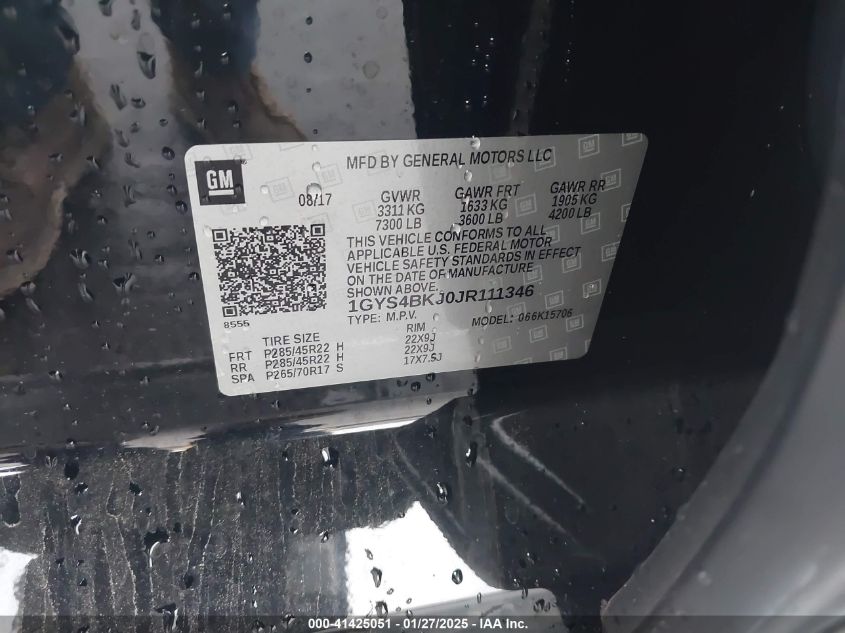 GM
MFD BY GENERAL MOTORS LLC
08/17 GVWR GAWR FRT GAWR RR
3311 KG 1633 KG 1905 KG
7300 LB 3600 LB 4200 LB
THIS VEHICLE CONFORMS TO ALL
APPLICABLE U.S. FEDERAL MOTOR
VEHICLE SAFETY STANDARDS IN EFFECT
ON THE DATE OF MANUFACTURE
SHOWN ABOVE.
1GYS4BKJ0JR111346
8555 TYPE: M.P.V. MODEL: 066K15706
TIRE SIZE RIM
FRT P285/45R22 H 22X9J
RR P285/45R22 H 22X9J
SPA P265/70R17 S 17X7.5J
000-41425051 - 01/27/2025 - IAA Inc.